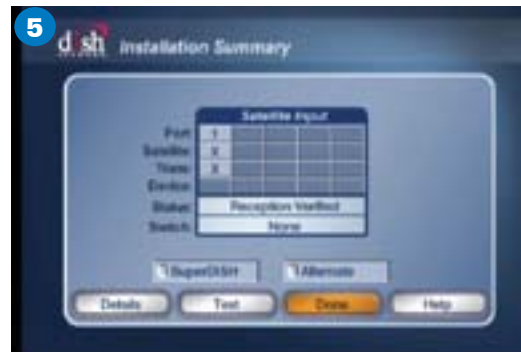 5
dish Installation Summary
Satellite Input
Port 1
Satellite X
Trans X
Device
Status Reception Verified
Switch None
SuperDISH Alternate
Details Test Done Help